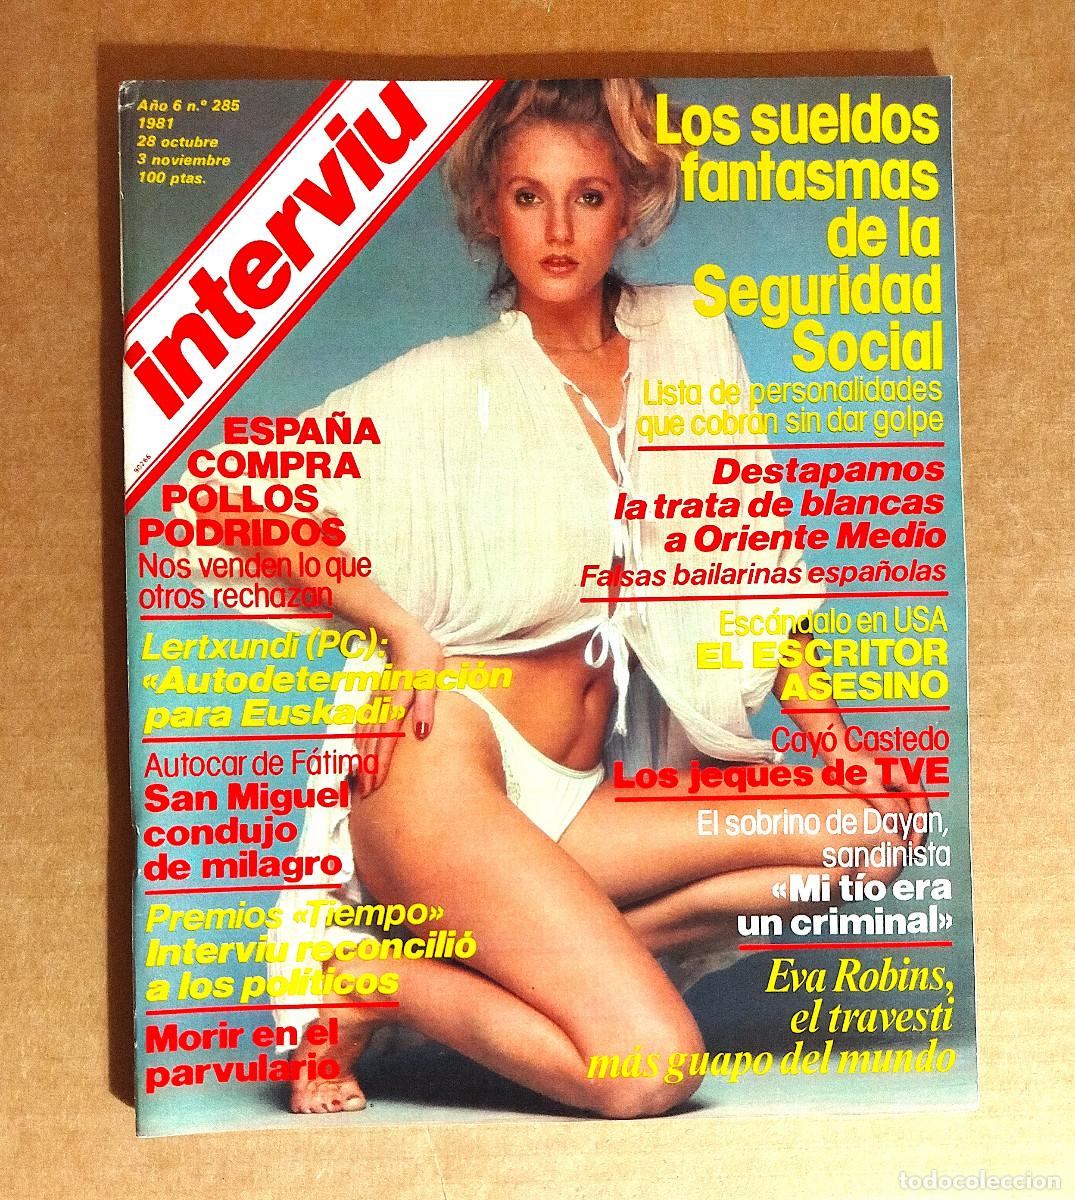 Año 6 n.º 285
1981
28 octubre
3 noviembre
100 ptas.
interviu
90266
ESPAÑA
COMPRA
POLLOS
PODRIDOS
Nos venden lo que
otros rechazan
Lertxundi (PC):
«Autodeterminación
para Euskadi»
Autocar de Fátima
San Miguel
condujo
de milagro
Premios «Tiempo»
Interviu reconcilió
a los políticos
Morir en el
parvulario
Los sueldos
fantasmas
de la
Seguridad
Social
Lista de personalidades
que cobran sin dar golpe
Destapamos
la trata de blancas
a Oriente Medio
Falsas bailarinas españolas
Escándalo en USA
EL ESCRITOR
ASESINO
Cayó Castedo
Los jeques de TVE
El sobrino de Dayan,
sandinista
«Mi tío era
un criminal»
Eva Robins,
el travesti
más guapo del mundo
todocoleccion